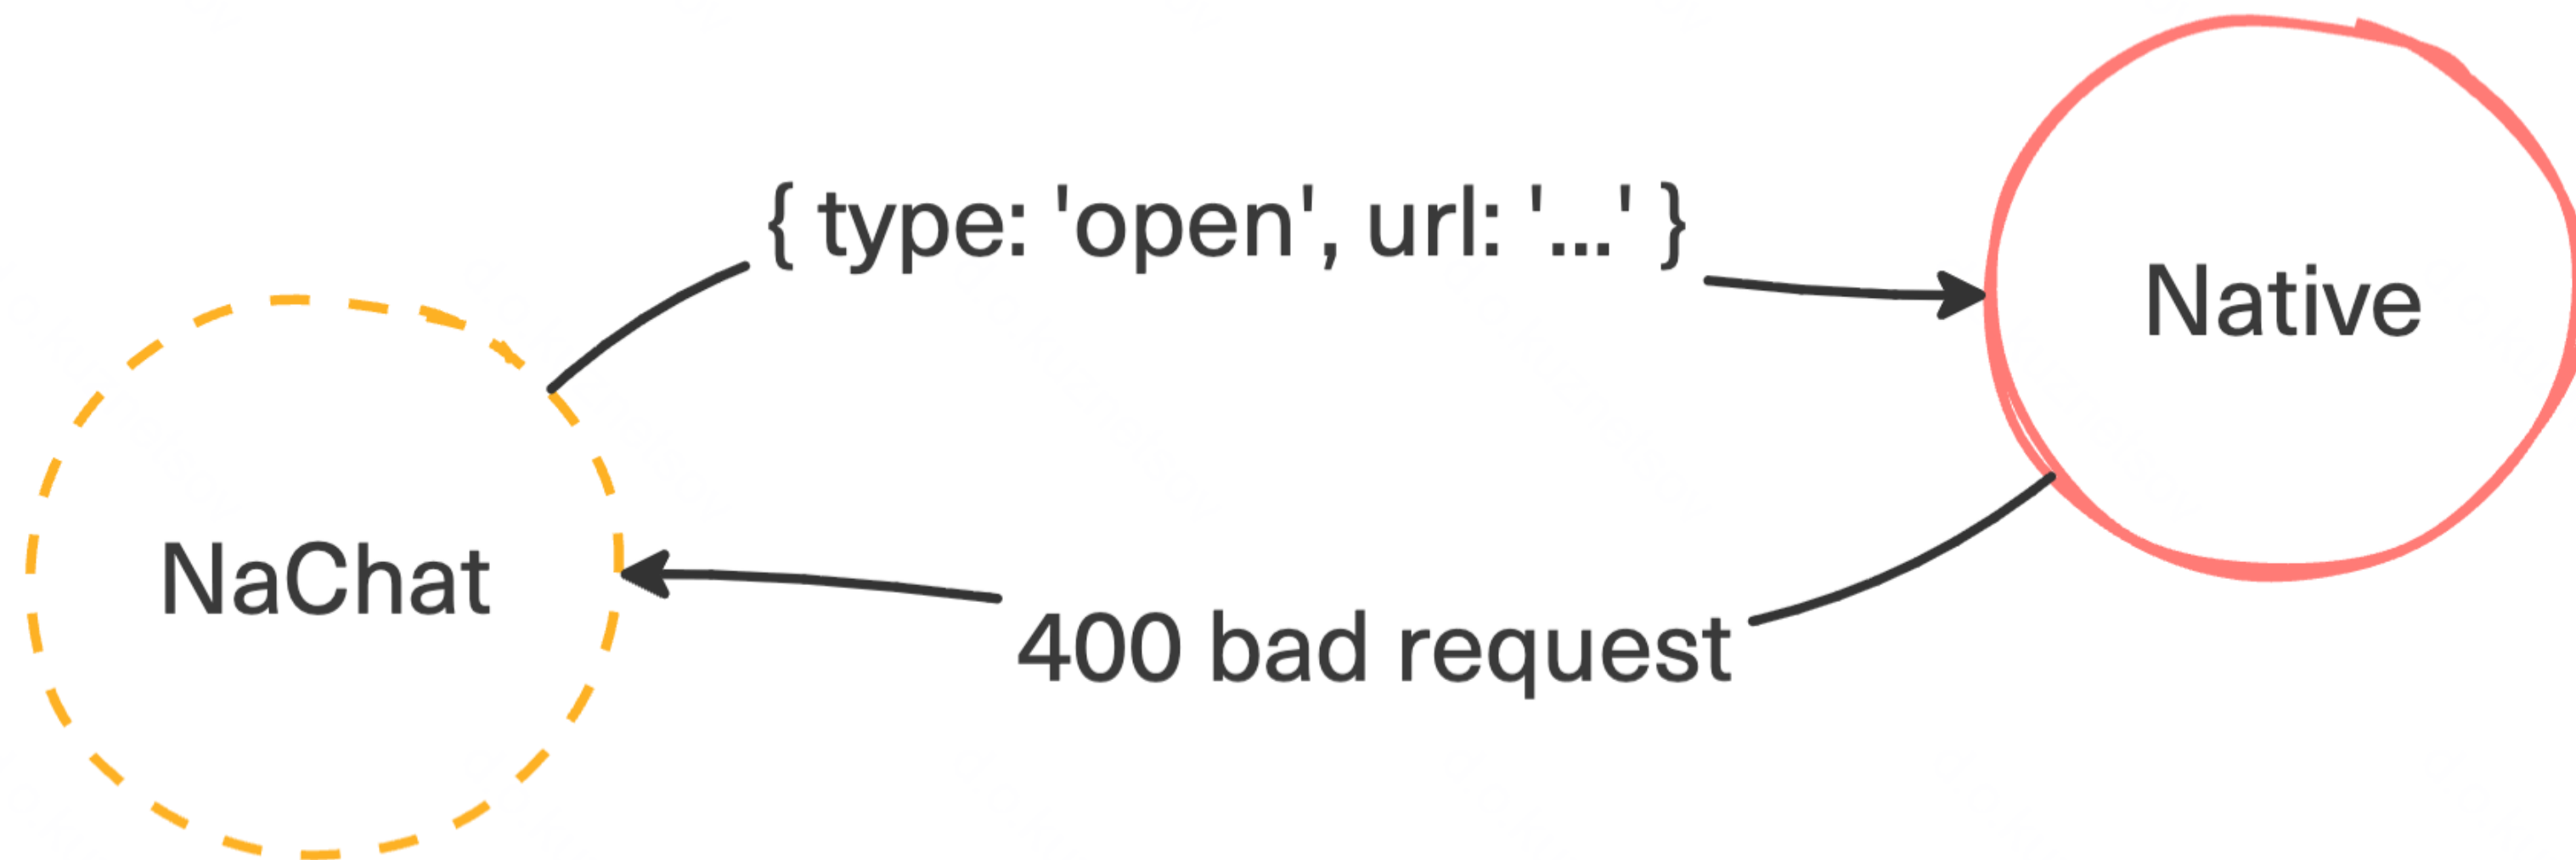 { type: 'open', url: '...' }
Native
NaChat
400 bad request